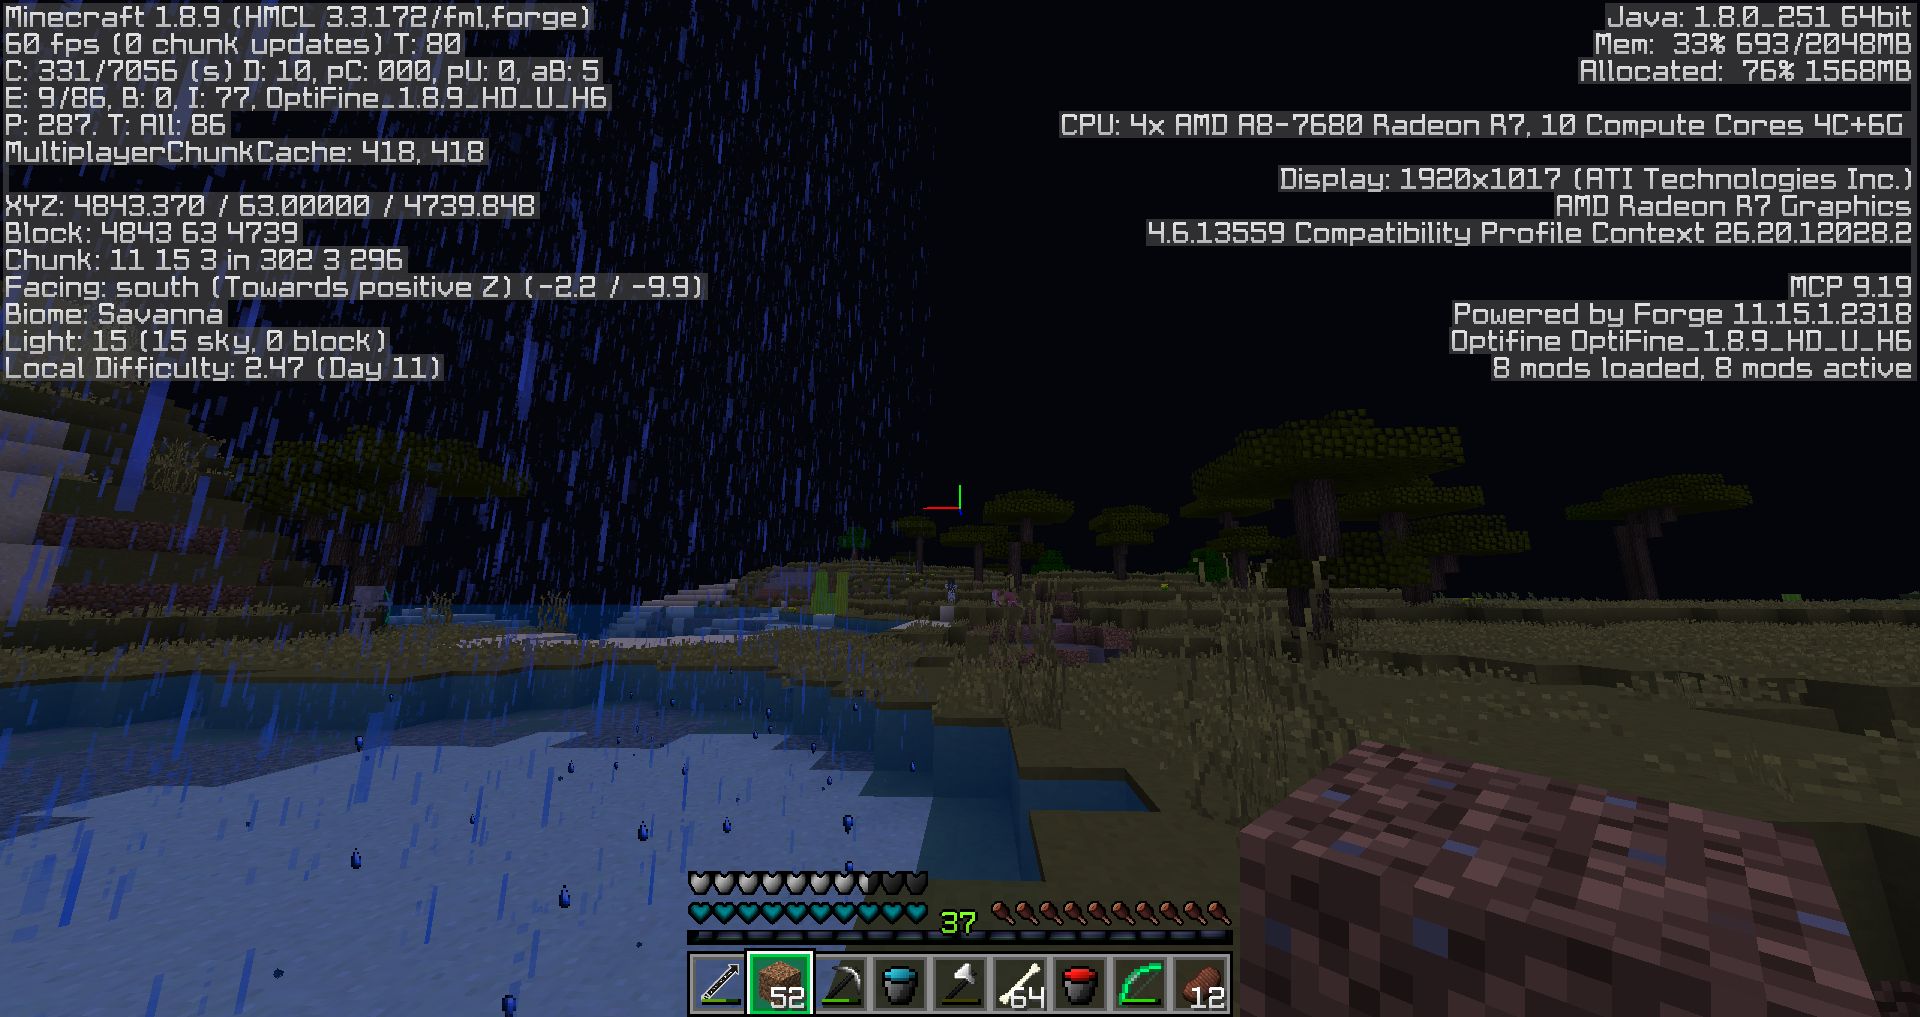 Minecraft 1.8.9 (HMCL 3.3.172/fml,forge)
60 fps (0 chunk updates) T: 80
C: 331/7056 (s) D: 10, pC: 000, pU: 0, aB: 5
E: 9/86, B: 0, I: 77, OptiFine_1.8.9_HD_U_H6
P: 287. T: All: 86
MultiplayerChunkCache: 418, 418
XYZ: 4843.370 / 63.00000 / 4739.848
Block: 4843 63 4739
Chunk: 11 15 3 in 302 3 296
Facing: south (Towards positive Z) (-2.2 / -9.9)
Biome: Savanna
Light: 15 (15 sky, 0 block)
Local Difficulty: 2.47 (Day 11)
Java: 1.8.0_251 64bit
Mem: 33% 693/2048MB
Allocated: 76% 1568MB
CPU: 4x AMD A8-7680 Radeon R7, 10 Compute Cores 4C+6G
Display: 1920x1017 (ATI Technologies Inc.)
AMD Radeon R7 Graphics
4.6.13559 Compatibility Profile Context 26.20.12028.2
MCP 9.19
Powered by Forge 11.15.1.2318
Optifine OptiFine_1.8.9_HD_U_H6
8 mods loaded, 8 mods active
37
52
64
12